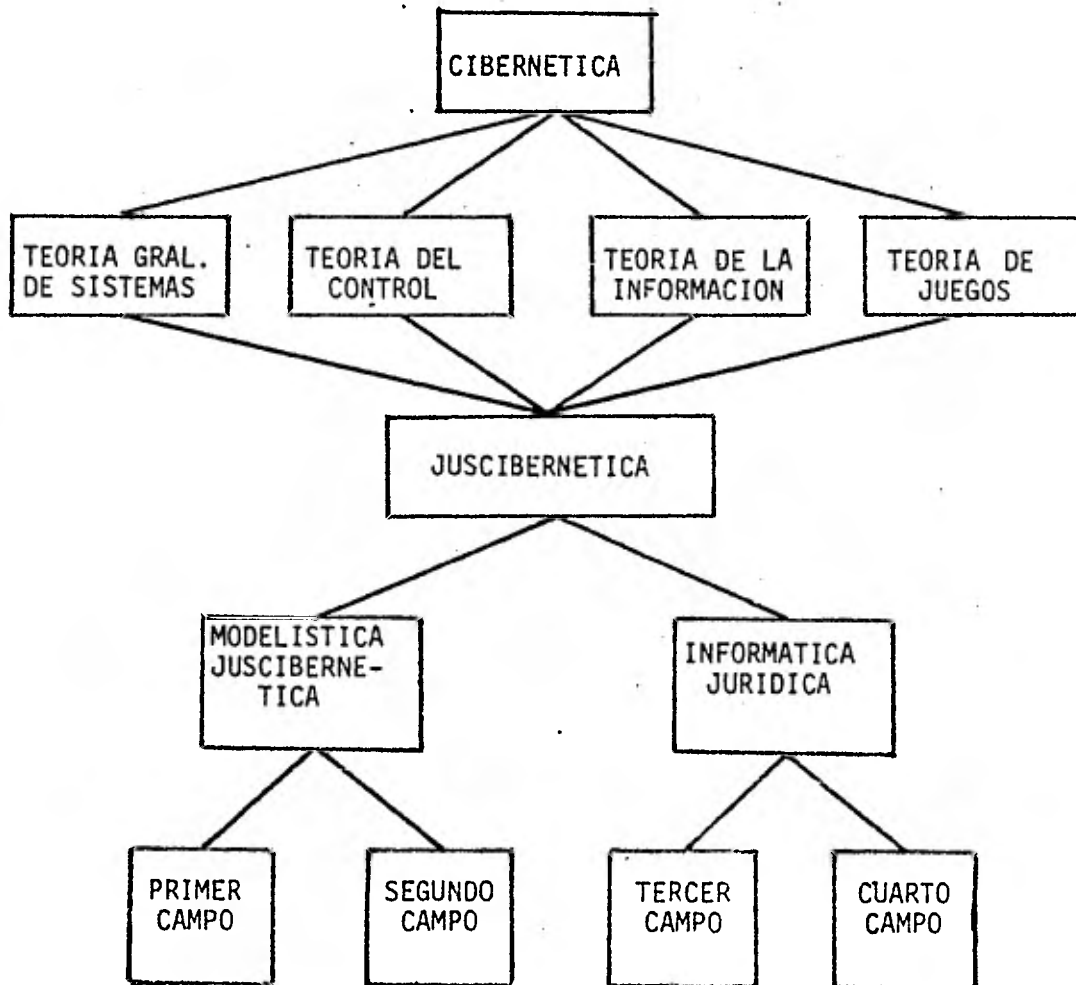 CIBERNETICA
TEORIA GRAL.
DE SISTEMAS
TEORIA DEL
CONTROL
TEORIA DE LA
INFORMACION
TEORIA DE
JUEGOS
JUSCIBERNETICA
MODELISTICA
JUSCIBERNE-
TICA
INFORMATICA
JURIDICA
PRIMER
CAMPO
SEGUNDO
CAMPO
TERCER
CAMPO
CUARTO
CAMPO